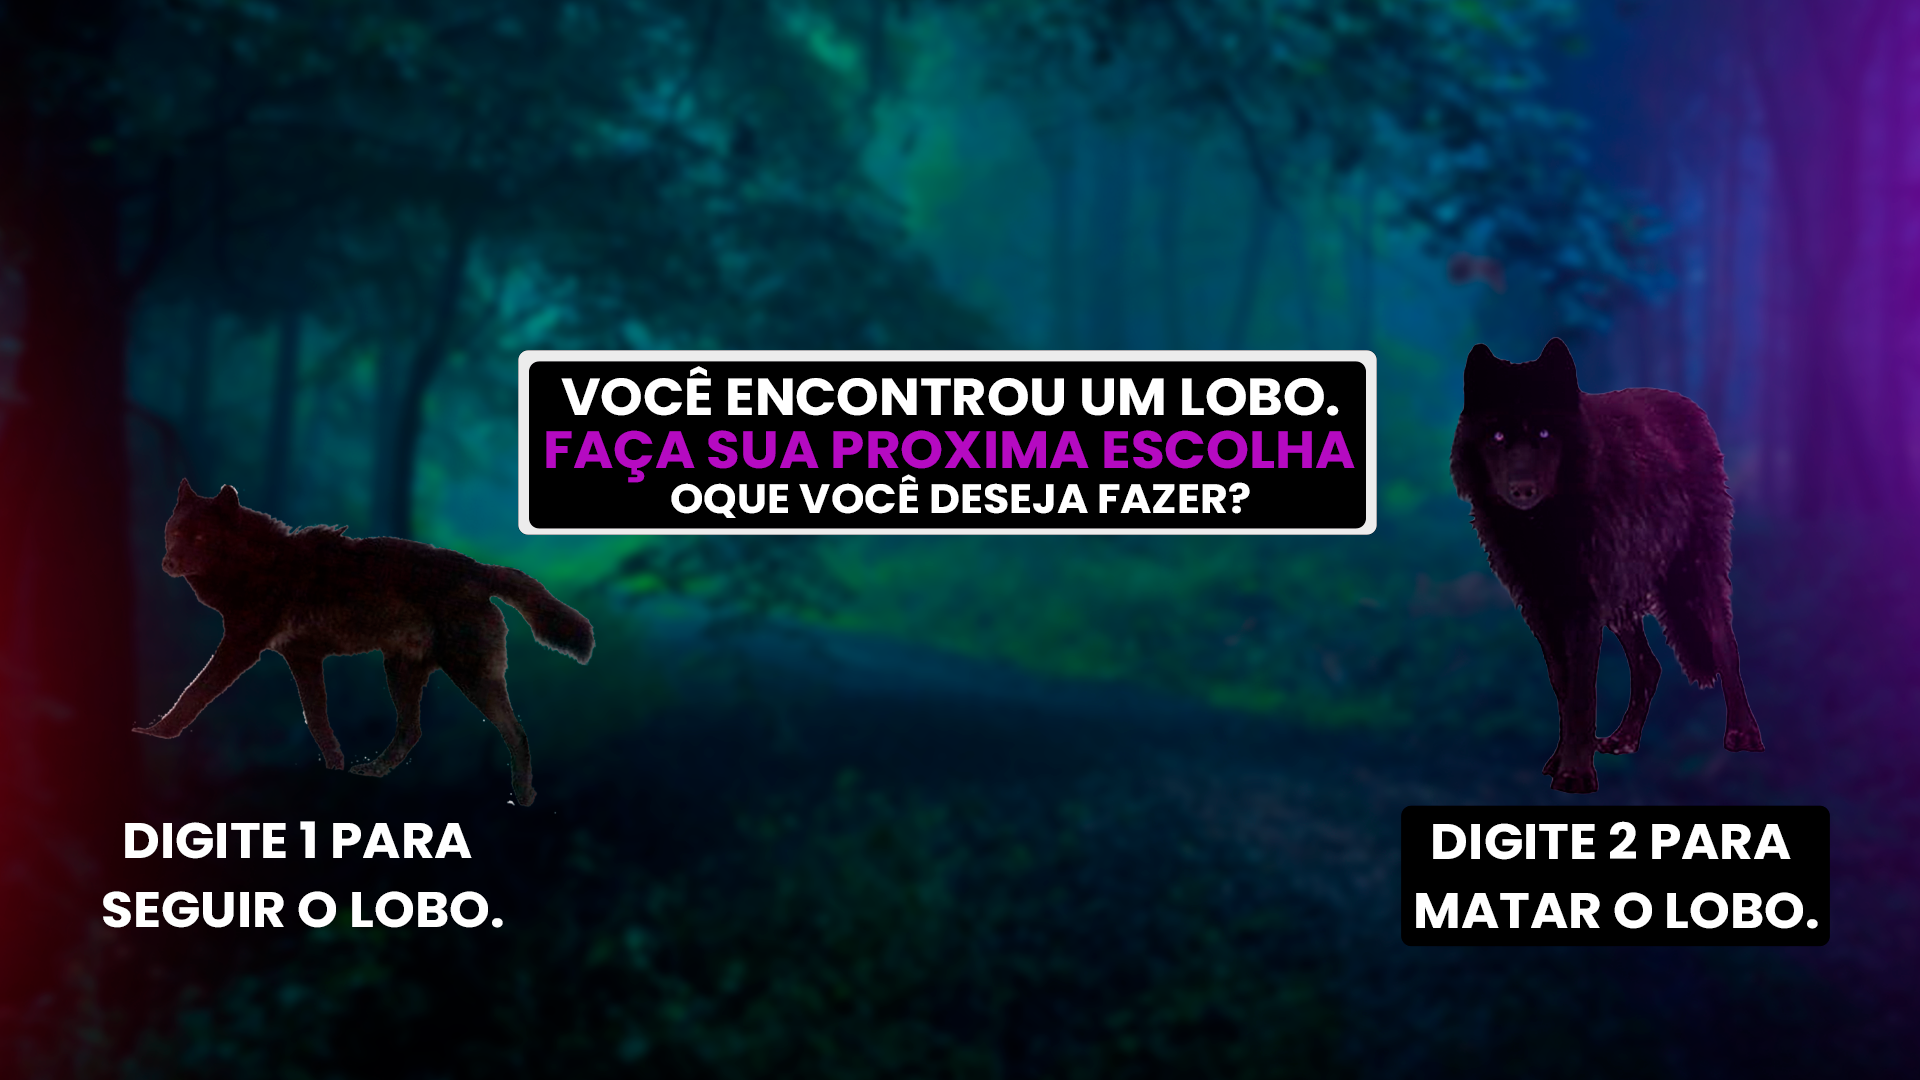 VOCÊ ENCONTROU UM LOBO.
FAÇA SUA PROXIMA ESCOLHA
OQUE VOCÊ DESEJA FAZER?
DIGITE 1 PARA
SEGUIR O LOBO.
DIGITE 2 PARA
MATAR O LOBO.